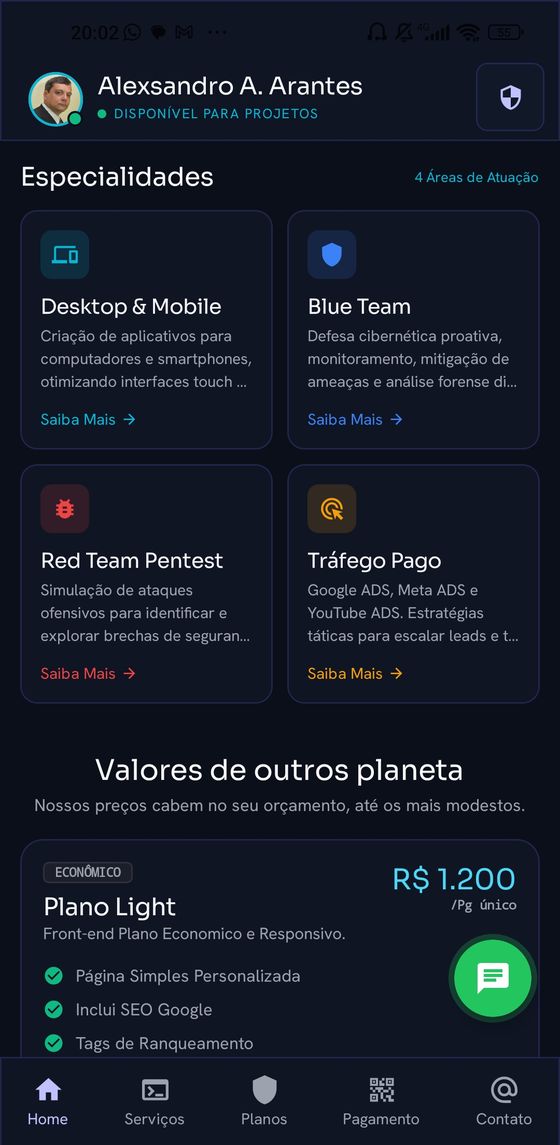 20:02
4G
55
Alexsandro A. Arantes
DISPONÍVEL PARA PROJETOS
Especialidades
4 Áreas de Atuação
Desktop & Mobile
Criação de aplicativos para
computadores e smartphones,
otimizando interfaces touch ...
Saiba Mais →
Blue Team
Defesa cibernética proativa,
monitoramento, mitigação de
ameaças e análise forense di...
Saiba Mais →
Red Team Pentest
Simulação de ataques
ofensivos para identificar e
explorar brechas de seguran...
Saiba Mais →
Tráfego Pago
Google ADS, Meta ADS e
YouTube ADS. Estratégias
táticas para escalar leads e t...
Saiba Mais →
Valores de outros planeta
Nossos preços cabem no seu orçamento, até os mais modestos.
ECONÔMICO
R$ 1.200
/Pg único
Plano Light
Front-end Plano Economico e Responsivo.
Página Simples Personalizada
Inclui SEO Google
Tags de Ranqueamento
Home
Serviços
Planos
Pagamento
Contato